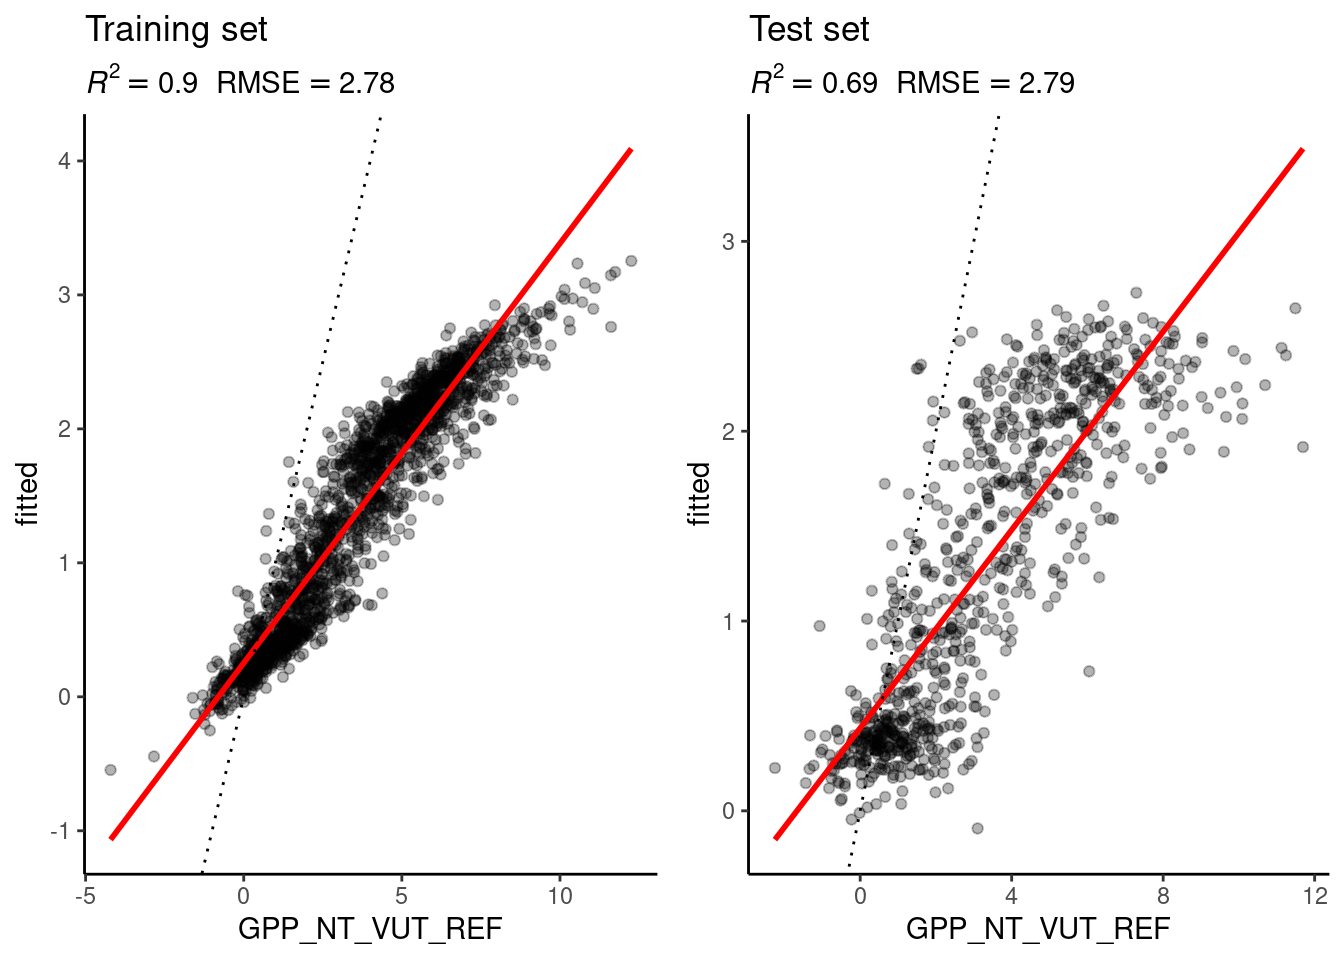 Training set
R² = 0.9 RMSE = 2.78
4
3
2
1
0
-1
fitted
-5 0 5 10
GPP_NT_VUT_REF
Test set
R² = 0.69 RMSE = 2.79
3
2
1
0
fitted
0 4 8 12
GPP_NT_VUT_REF